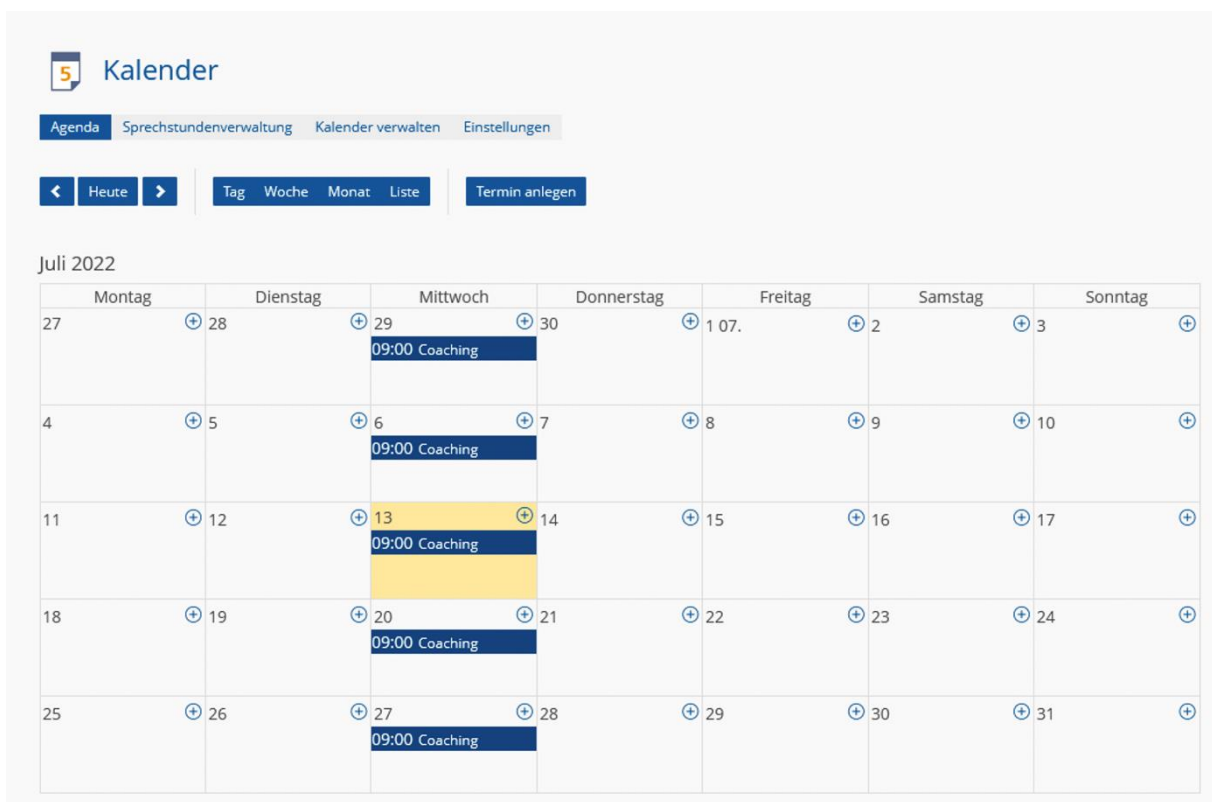 5
Kalender
Agenda Sprechstundenverwaltung Kalender verwalten Einstellungen
Heute Tag Woche Monat Liste Termin anlegen
Juli 2022
Montag Dienstag Mittwoch Donnerstag Freitag Samstag Sonntag
27 28 29 30 1 07. 2 3
09:00 Coaching
4 5 6 7 8 9 10
09:00 Coaching
11 12 13 14 15 16 17
09:00 Coaching
18 19 20 21 22 23 24
09:00 Coaching
25 26 27 28 29 30 31
09:00 Coaching